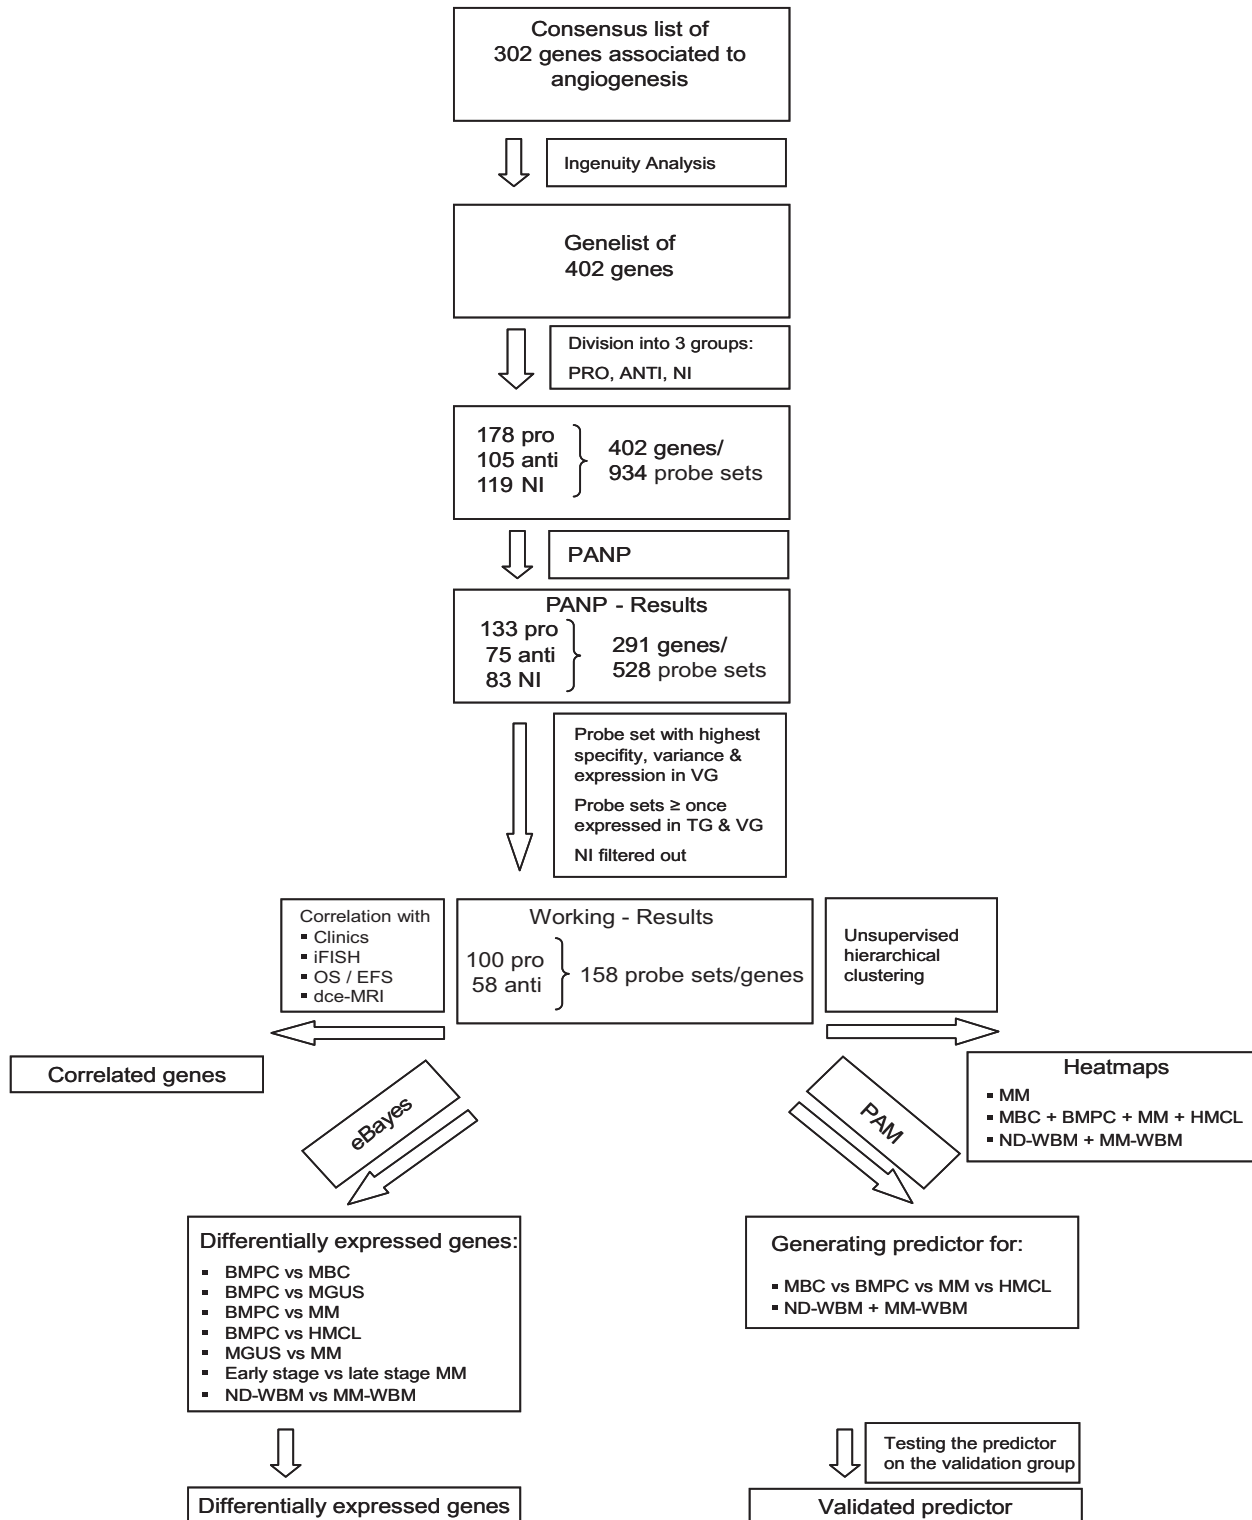 Consensus list of
302 genes associated to
angiogenesis
Ingenuity Analysis
Genelist of
402 genes
Division into 3 groups:
PRO, ANTI, NI
178 pro
105 anti
119 NI
402 genes/
934 probe sets
PANP
PANP - Results
133 pro
75 anti
83 NI
291 genes/
528 probe sets
Probe set with highest
specifity, variance &
expression in VG
Probe sets ≥ once
expressed in TG & VG
NI filtered out
Correlation with
▪ Clinics
▪ iFISH
▪ OS / EFS
▪ dce-MRI
Working - Results
100 pro
58 anti
158 probe sets/genes
Unsupervised
hierarchical
clustering
Correlated genes
eBayes
PAM
Heatmaps
▪ MM
▪ MBC + BMPC + MM + HMCL
▪ ND-WBM + MM-WBM
Differentially expressed genes:
▪ BMPC vs MBC
▪ BMPC vs MGUS
▪ BMPC vs MM
▪ BMPC vs HMCL
▪ MGUS vs MM
▪ Early stage vs late stage MM
▪ ND-WBM vs MM-WBM
Generating predictor for:
▪ MBC vs BMPC vs MM vs HMCL
▪ ND-WBM + MM-WBM
Testing the predictor
on the validation group
Differentially expressed genes
Validated predictor